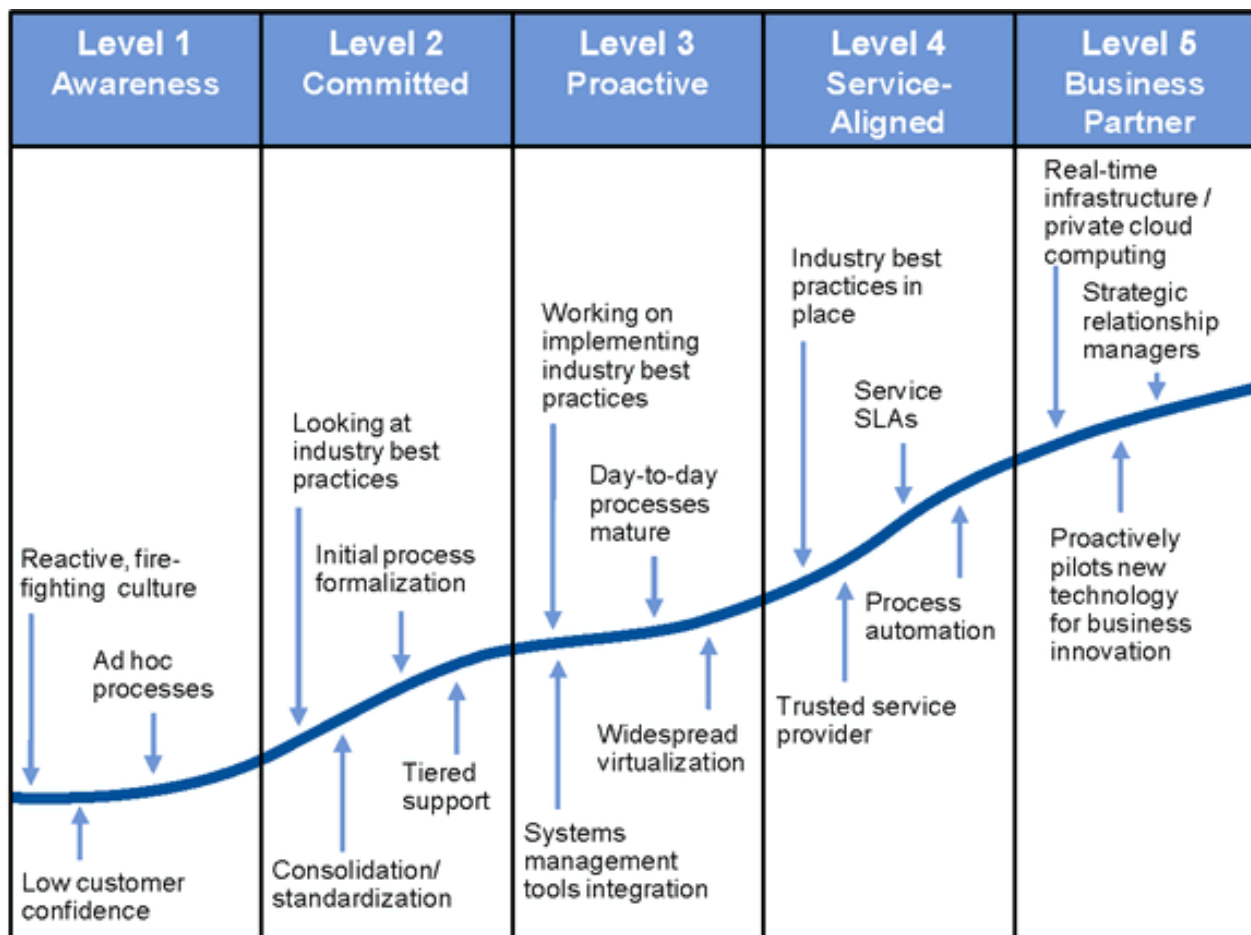 Level 1
Awareness
Level 2
Committed
Level 3
Proactive
Level 4
Service-
Aligned
Level 5
Business
Partner
Reactive, fire-
fighting culture
Ad hoc
processes
Low customer
confidence
Looking at
industry best
practices
Initial process
formalization
Tiered
support
Consolidation/
standardization
Working on
implementing
industry best
practices
Day-to-day
processes
mature
Widespread
virtualization
Systems
management
tools integration
Industry best
practices in
place
Service
SLAs
Process
automation
Trusted service
provider
Real-time
infrastructure /
private cloud
computing
Strategic
relationship
managers
Proactively
pilots new
technology
for business
innovation